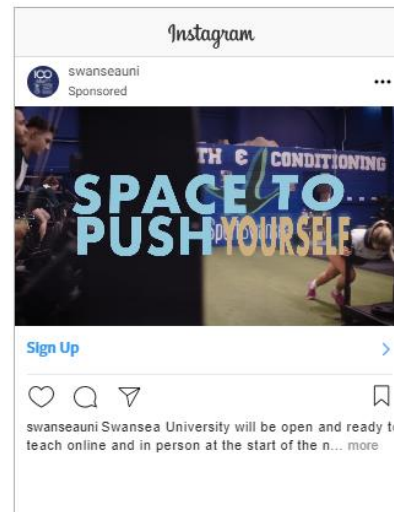 Instagram
100
swanseauni
Sponsored
TH & CONDITIONING
SPACE TO
PUSH YOURSELF
Sign Up
swanseauni Swansea University will be open and ready to
teach online and in person at the start of the n... more